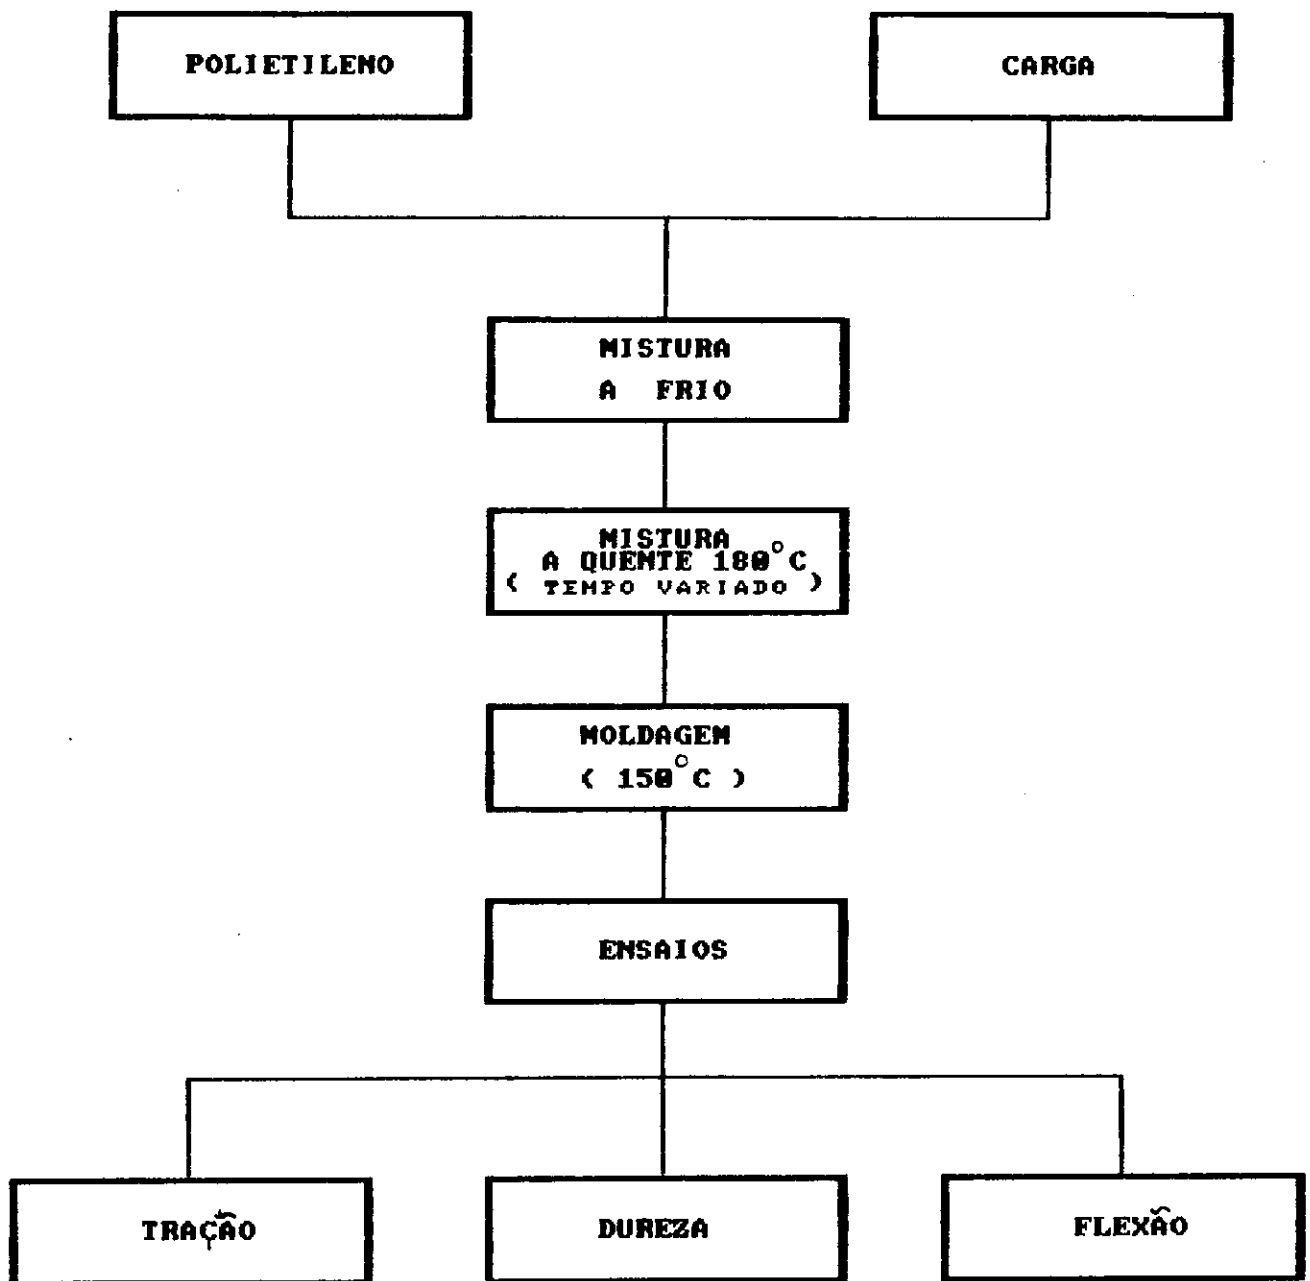 POLIETILENO
CARGA
MISTURA
A FRIO
MISTURA
A QUENTE 180°C
( TEMPO VARIADO )
MOLDAGEM
( 150°C )
ENSAIOS
TRAÇÃO
DUREZA
FLEXÃO